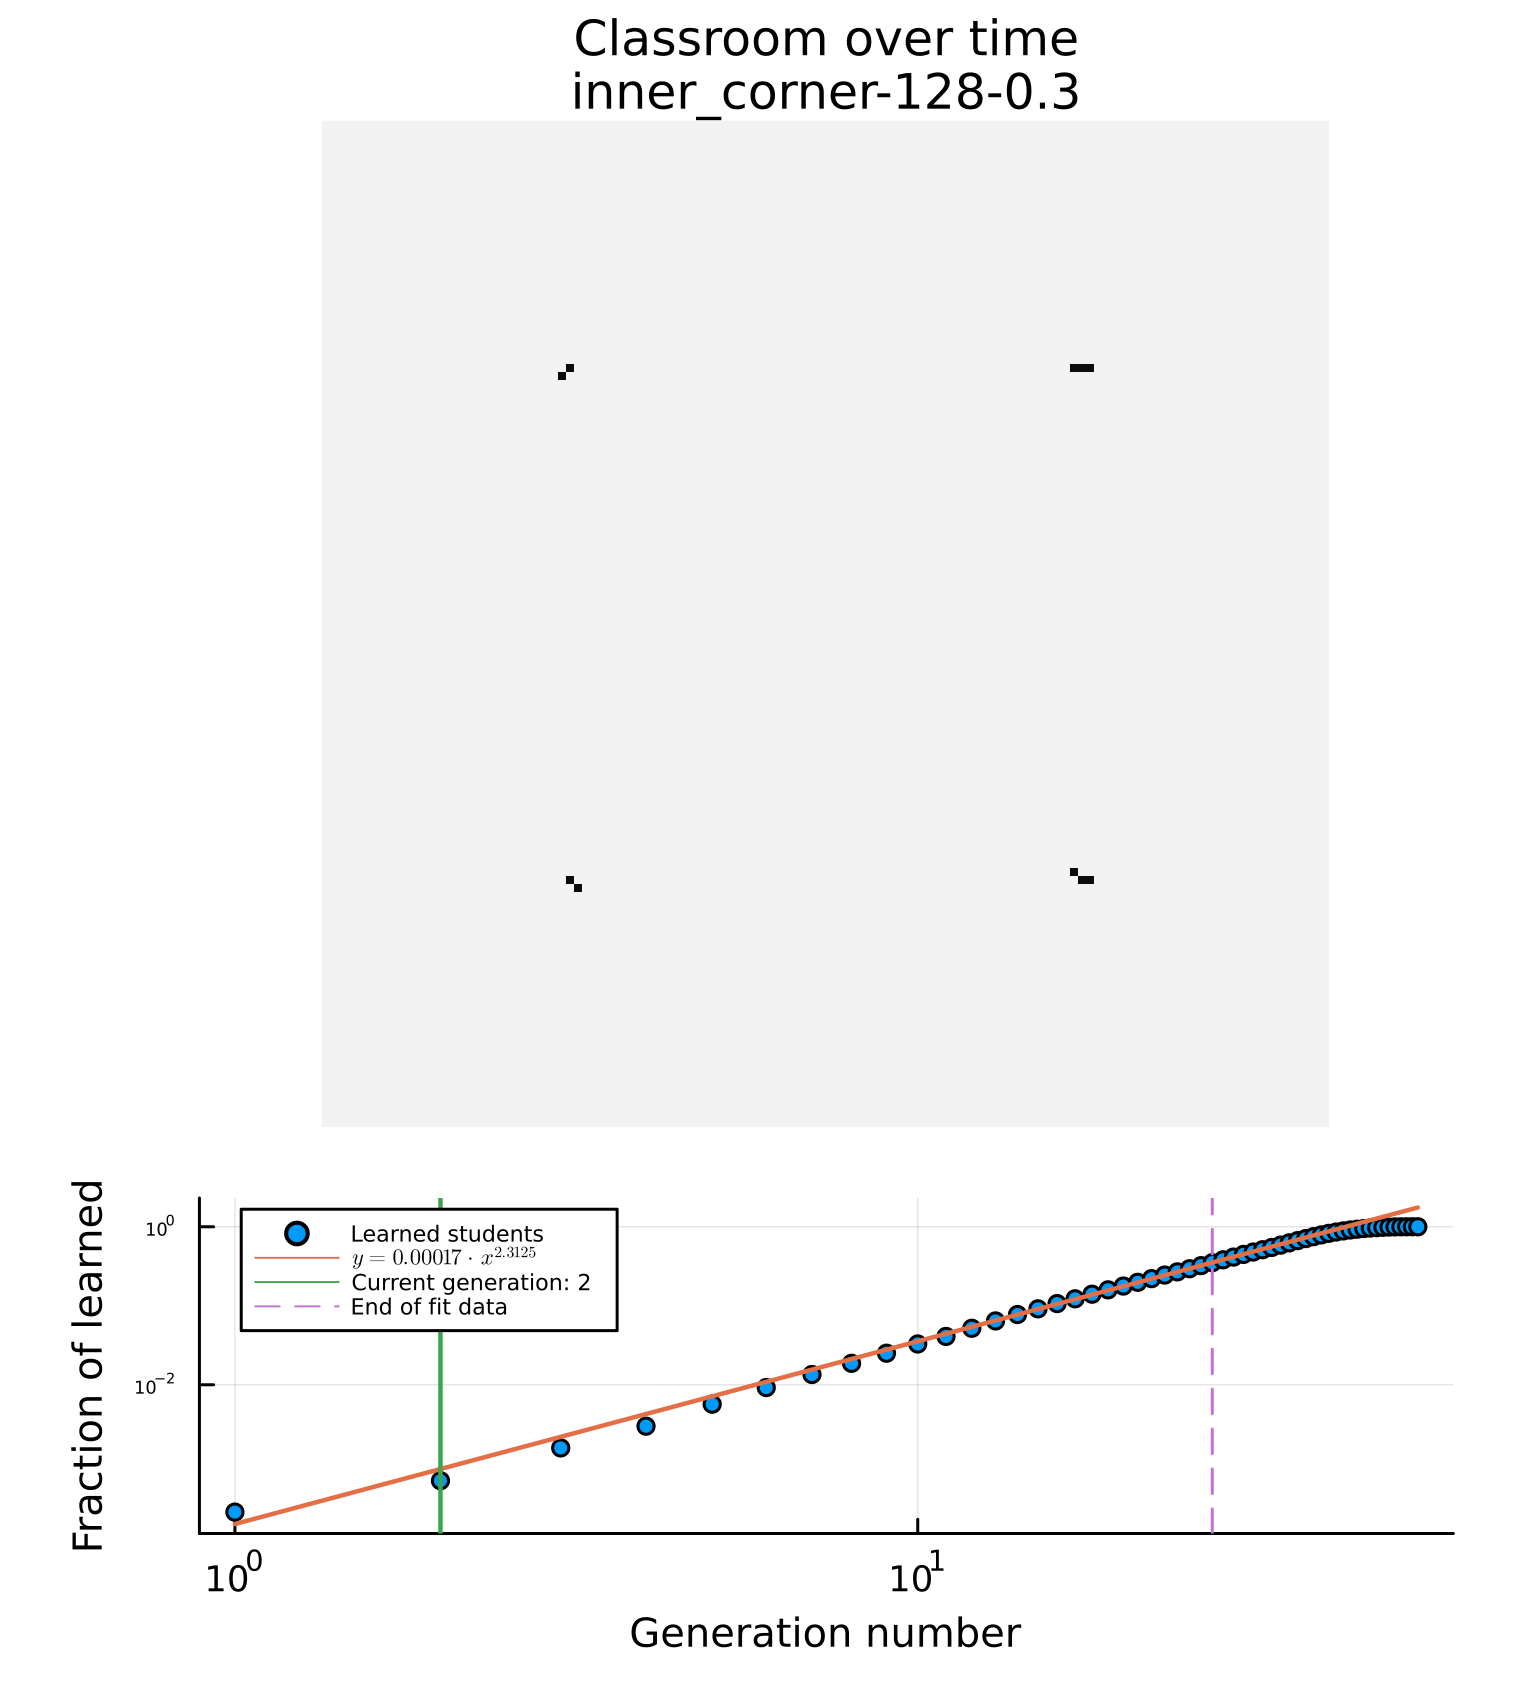 Classroom over time
inner_corner-128-0.3
Fraction of learned
10^0
10^-2
Learned students
y = 0.00017 · x^2.3125
Current generation: 2
End of fit data
10^0
10^1
Generation number